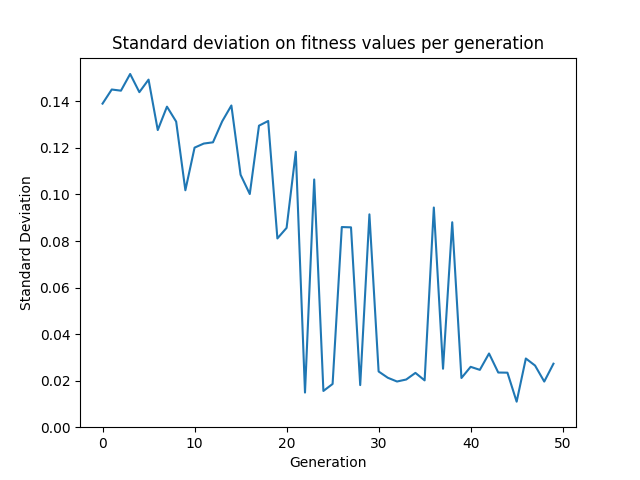 Standard deviation on fitness values per generation
0.14
0.12
0.10
0.08
0.06
0.04
0.02
0.00
Standard Deviation
0 10 20 30 40 50
Generation